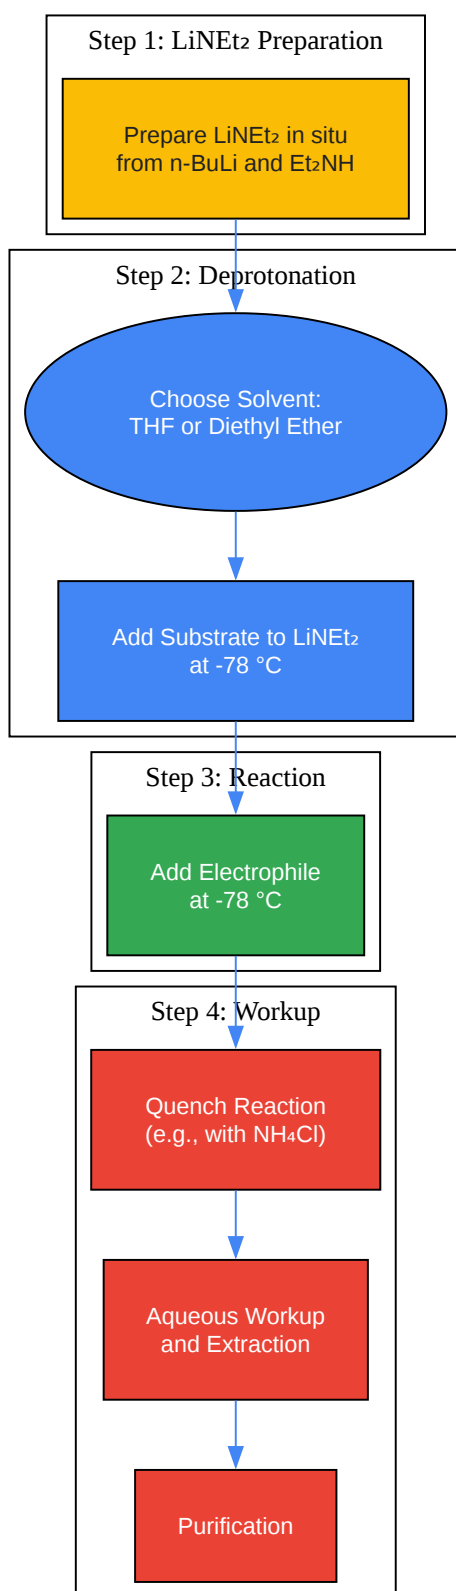 Step 1: LiNEt₂ Preparation
Prepare LiNEt₂ in situ
from n-BuLi and Et₂NH
Step 2: Deprotonation
Choose Solvent:
THF or Diethyl Ether
Add Substrate to LiNEt₂
at -78 °C
Step 3: Reaction
Add Electrophile
at -78 °C
Step 4: Workup
Quench Reaction
(e.g., with NH₄Cl)
Aqueous Workup
and Extraction
Purification